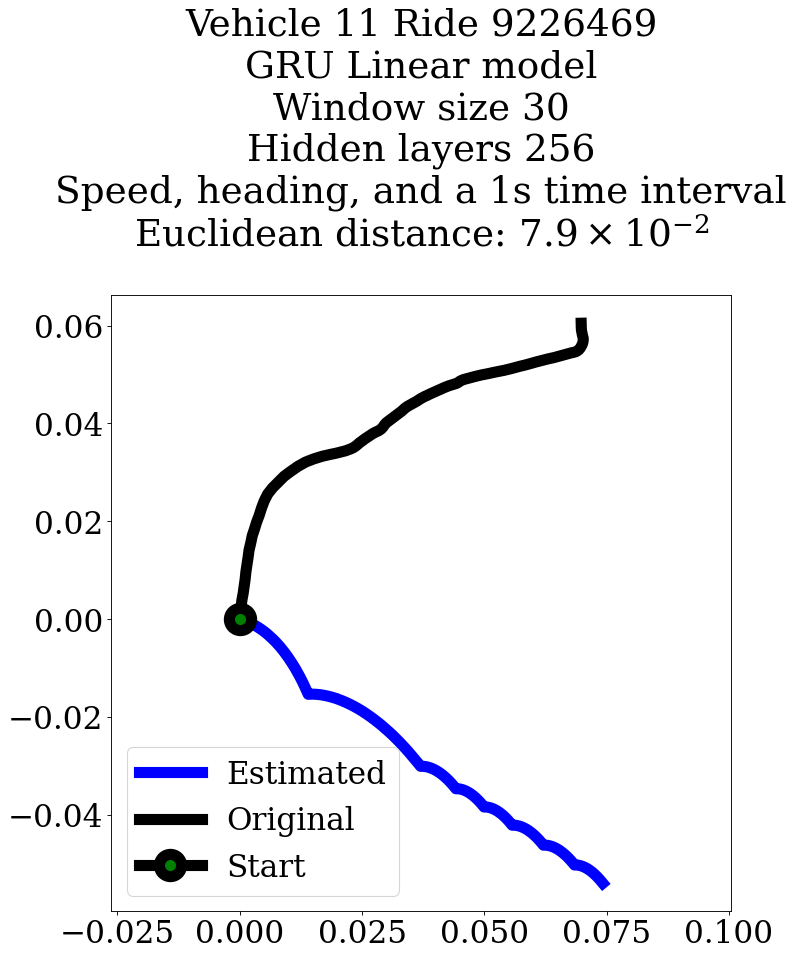 Vehicle 11 Ride 9226469
GRU Linear model
Window size 30
Hidden layers 256
Speed, heading, and a 1s time interval
Euclidean distance: 7.9 × 10⁻²
0.06
0.04
0.02
0.00
−0.02
−0.04
Estimated
Original
Start
−0.025 0.000 0.025 0.050 0.075 0.100